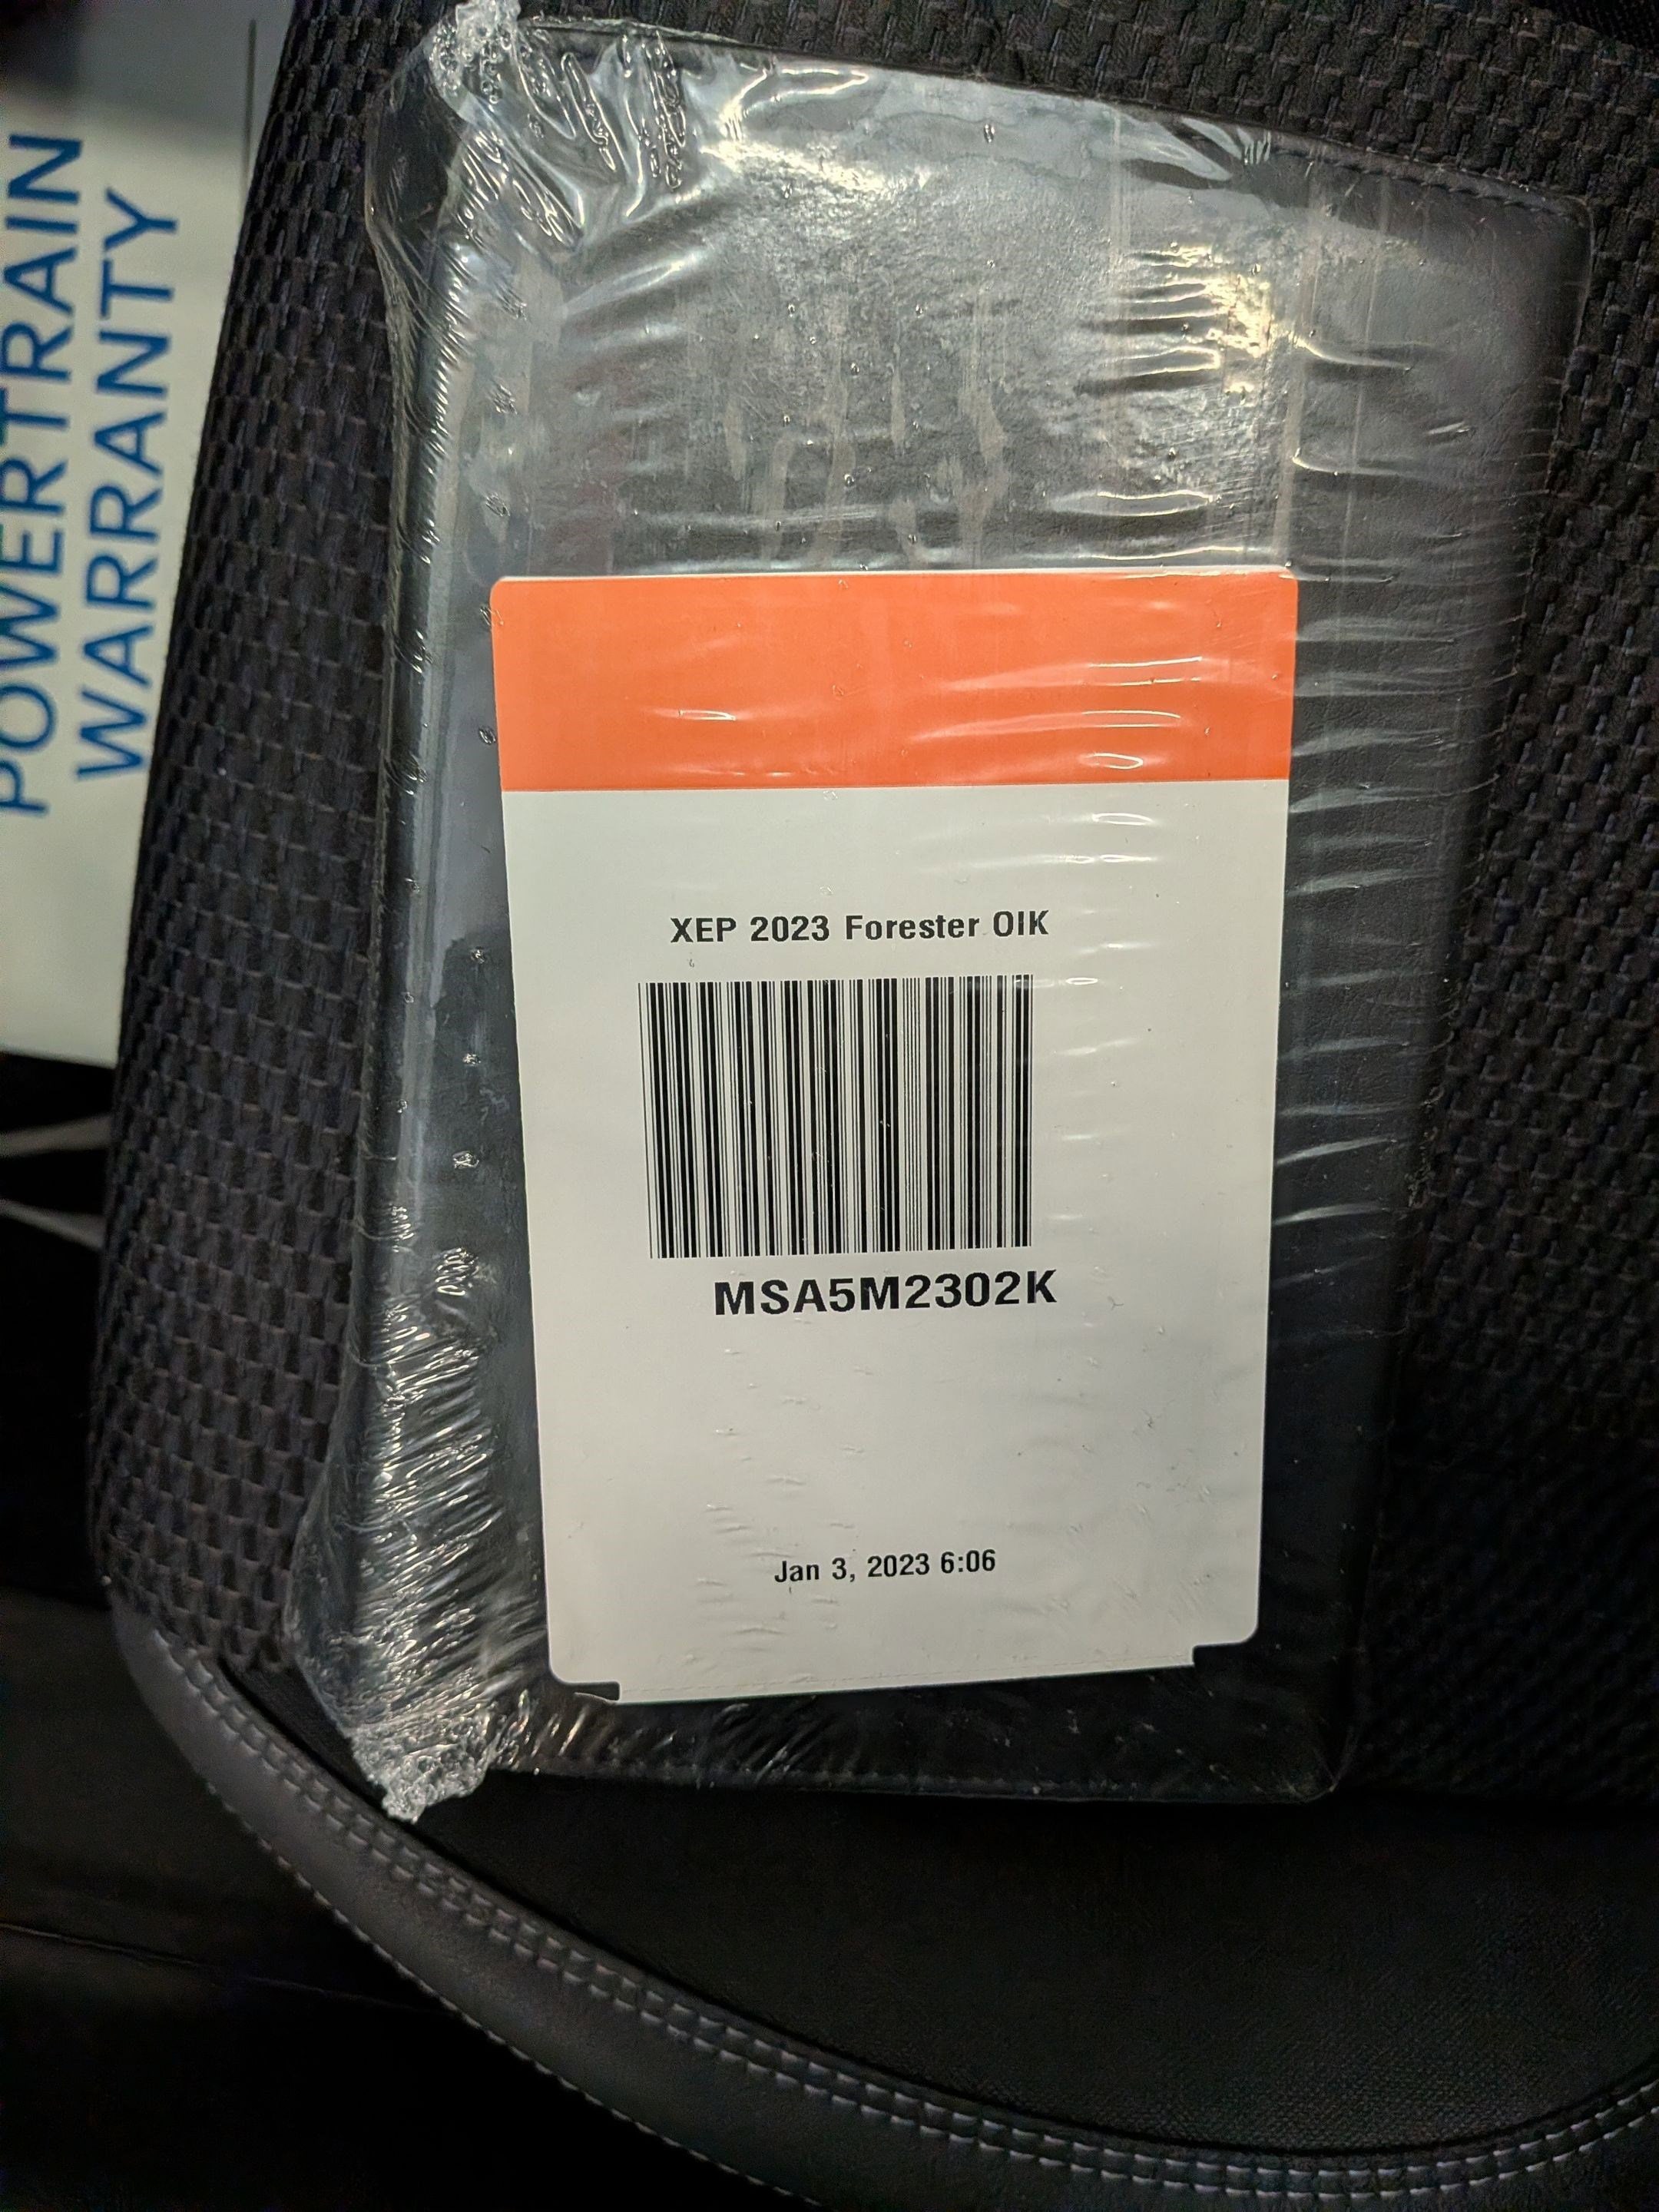 POWERTRAIN
WARRANTY
XEP 2023 Forester OIK
MSA5M2302K
Jan 3, 2023 6:06